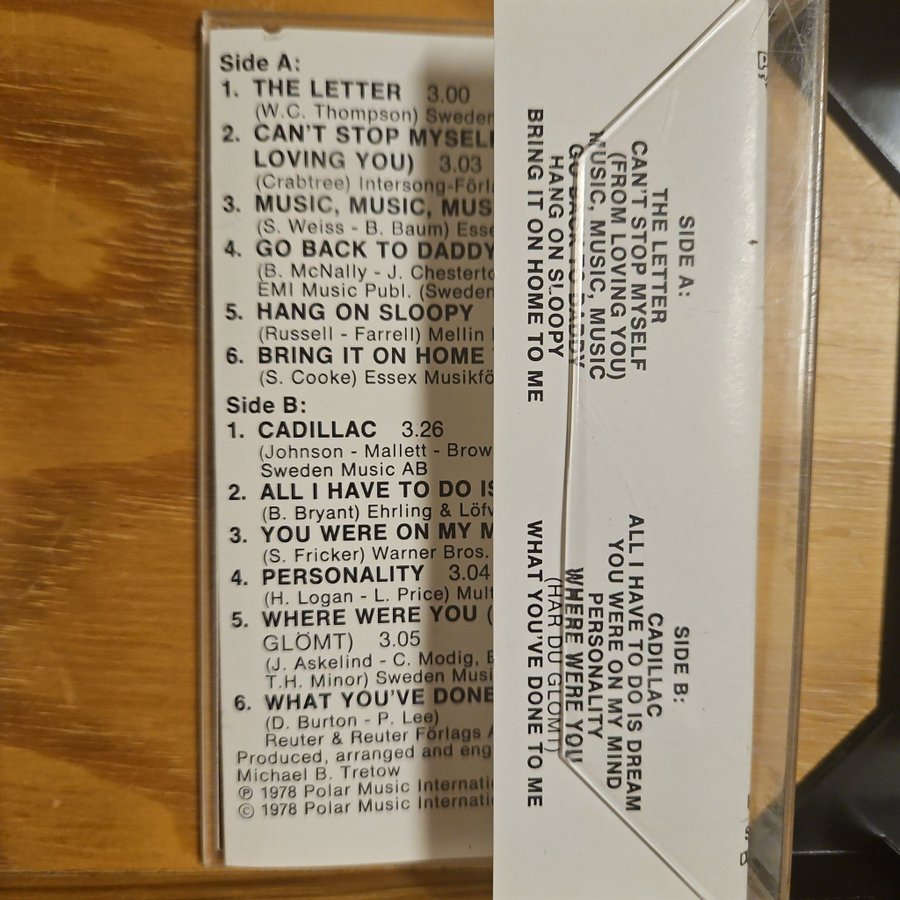 Side A:
1. THE LETTER 3.00
(W.C. Thompson) Sweden
2. CAN'T STOP MYSELF
LOVING YOU) 3.03
(Crabtree) Intersong-Förl
3. MUSIC, MUSIC, MUS
(S. Weiss - B. Baum) Esse
4. GO BACK TO DADDY
(B. McNally - J. Chesterto
EMI Music Publ. (Sweden
5. HANG ON SLOOPY
(Russell - Farrell) Mellin
6. BRING IT ON HOME
(S. Cooke) Essex Musikfö
Side B:
1. CADILLAC 3.26
(Johnson - Mallett - Brow
Sweden Music AB
2. ALL I HAVE TO DO IS
(B. Bryant) Ehrling & Löfv
3. YOU WERE ON MY M
(S. Fricker) Warner Bros.
4. PERSONALITY 3.04
(H. Logan - L. Price) Mult
5. WHERE WERE YOU (
GLÖMT) 3.05
(J. Askelind - C. Modig, B
T.H. Minor) Sweden Musi
6. WHAT YOU'VE DONE
(D. Burton - P. Lee)
Reuter & Reuter Förlags A
Produced, arranged and eng
Michael B. Tretow
℗ 1978 Polar Music Internati
© 1978 Polar Music Internati
SIDE A:
THE LETTER
CAN'T STOP MYSELF
(FROM LOVING YOU)
MUSIC, MUSIC, MUSIC
GO BACK TO DADDY
HANG ON SLOOPY
BRING IT ON HOME TO ME
SIDE B:
CADILLAC
ALL I HAVE TO DO IS DREAM
YOU WERE ON MY MIND
PERSONALITY
WHERE WERE YOU
(HAR DU GLÖMT)
WHAT YOU'VE DONE TO ME